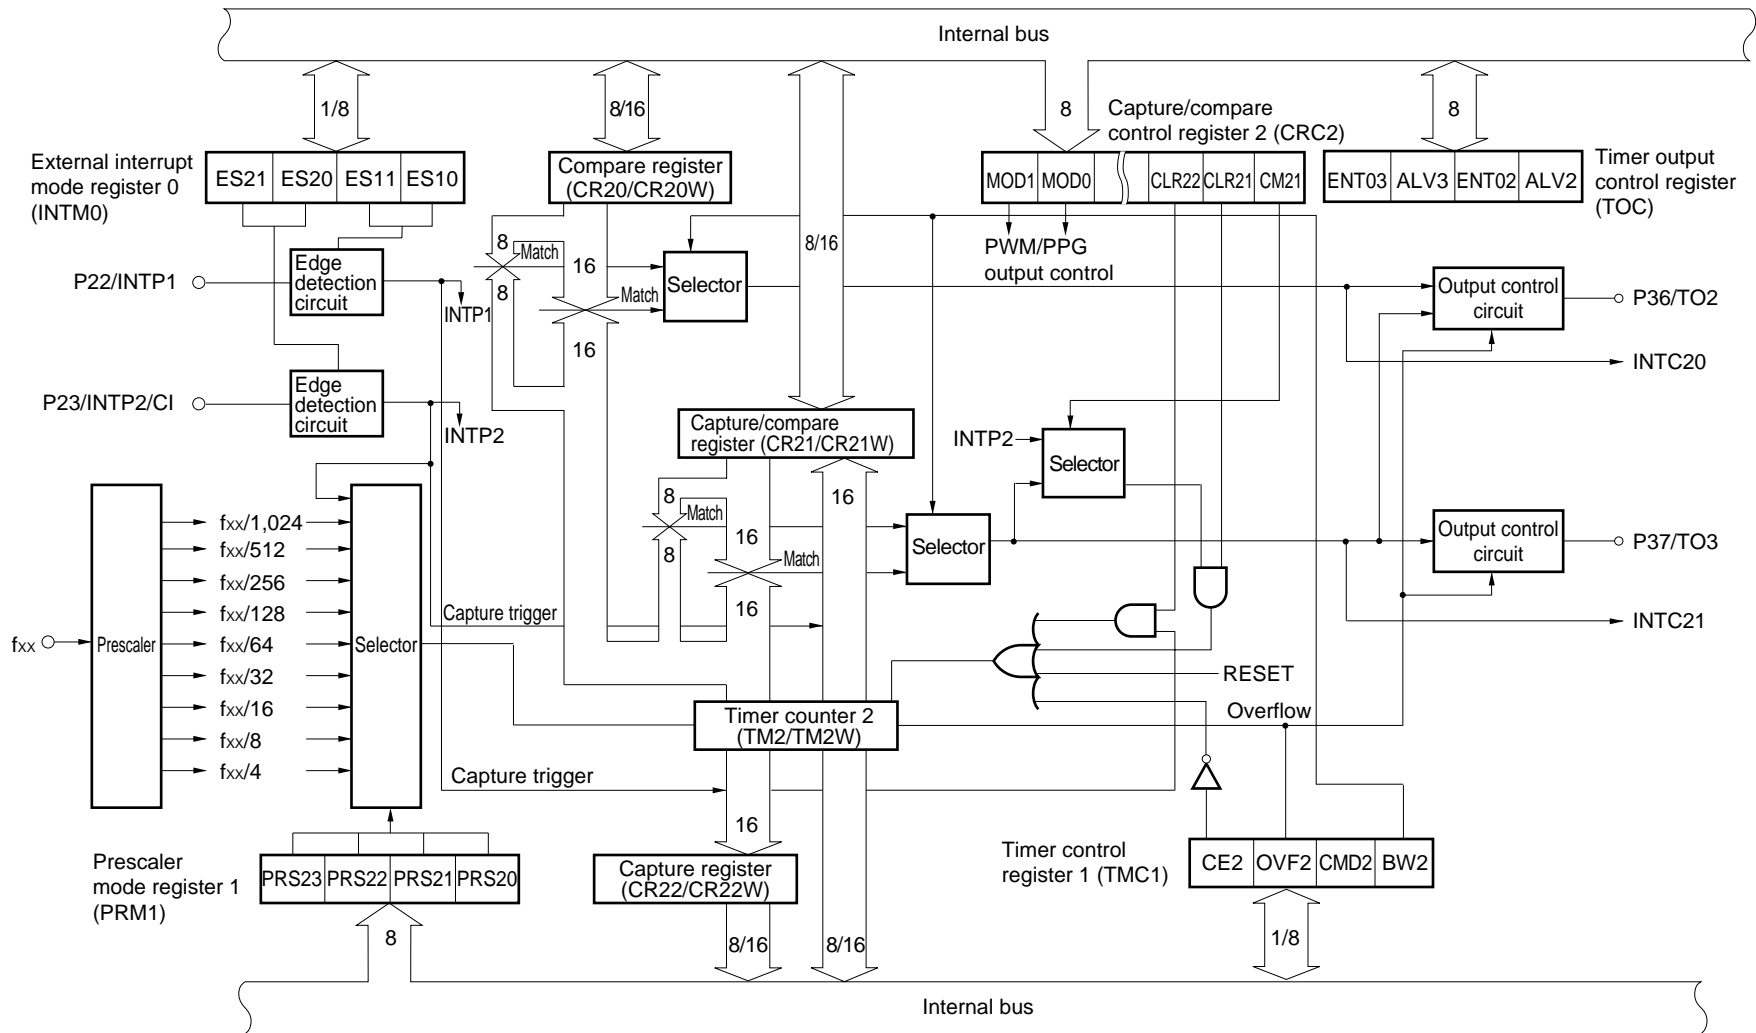 Internal bus
1/8
8/16
8
Capture/compare
control register 2 (CRC2)
8
External interrupt
mode register 0
(INTM0)
ES21 ES20 ES11 ES10
Compare register
(CR20/CR20W)
MOD1 MOD0 CLR22 CLR21 CM21
ENT03 ALV3 ENT02 ALV2
Timer output
control register
(TOC)
8/16
PWM/PPG
output control
P22/INTP1
Edge
detection
circuit
INTP1
8
Match
8
16
Match
16
Selector
Output control
circuit
P36/TO2
INTC20
P23/INTP2/CI
Edge
detection
circuit
INTP2
Capture/compare
register (CR21/CR21W)
INTP2
Selector
8
Match
8
16
Match
16
16
Selector
Output control
circuit
P37/TO3
INTC21
fxx
Prescaler
fxx/1,024
fxx/512
fxx/256
fxx/128
fxx/64
fxx/32
fxx/16
fxx/8
fxx/4
Selector
Capture trigger
RESET
Timer counter 2
(TM2/TM2W)
Overflow
Capture trigger
16
Prescaler
mode register 1
(PRM1)
PRS23 PRS22 PRS21 PRS20
Capture register
(CR22/CR22W)
Timer control
register 1 (TMC1)
CE2 OVF2 CMD2 BW2
8
8/16
8/16
1/8
Internal bus